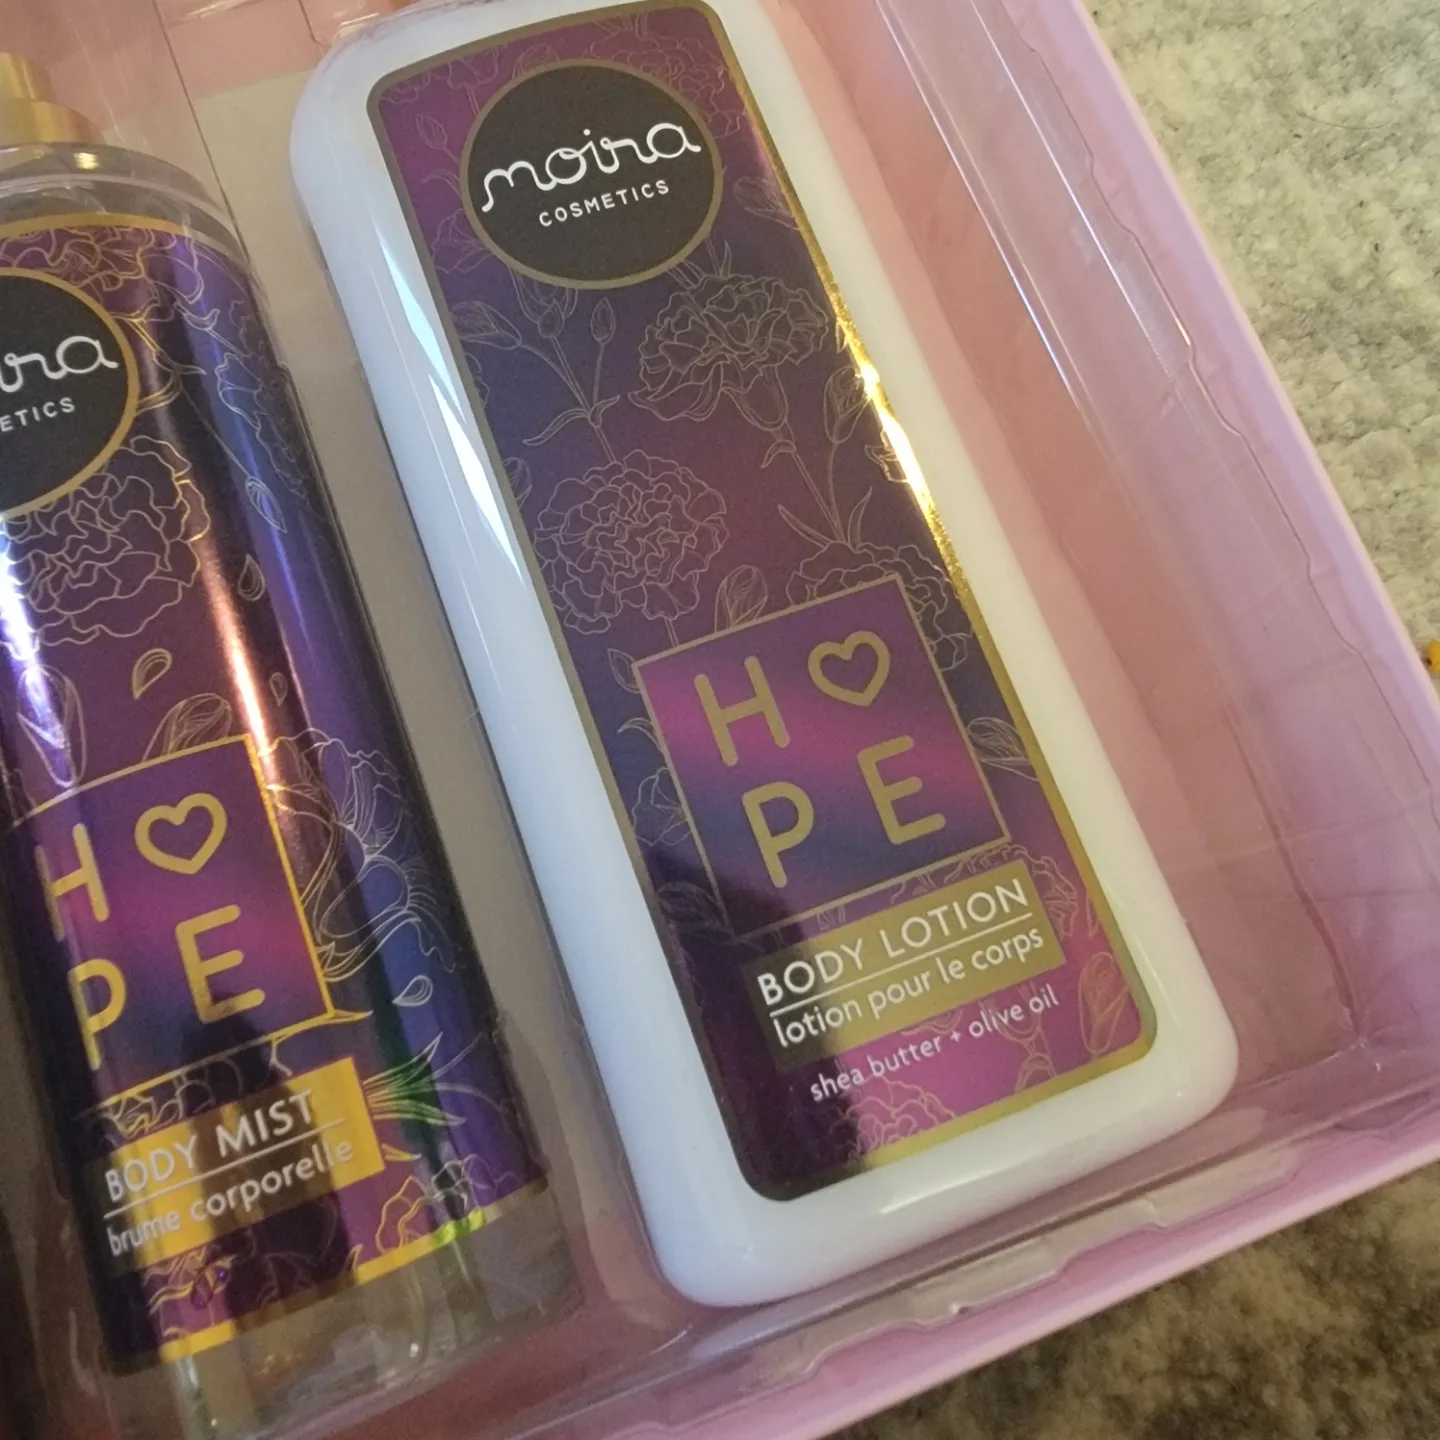 moira
COSMETICS
H♡
PE
BODY LOTION
lotion pour le corps
shea butter + olive oil
H♡
PE
BODY MIST
brume corporelle